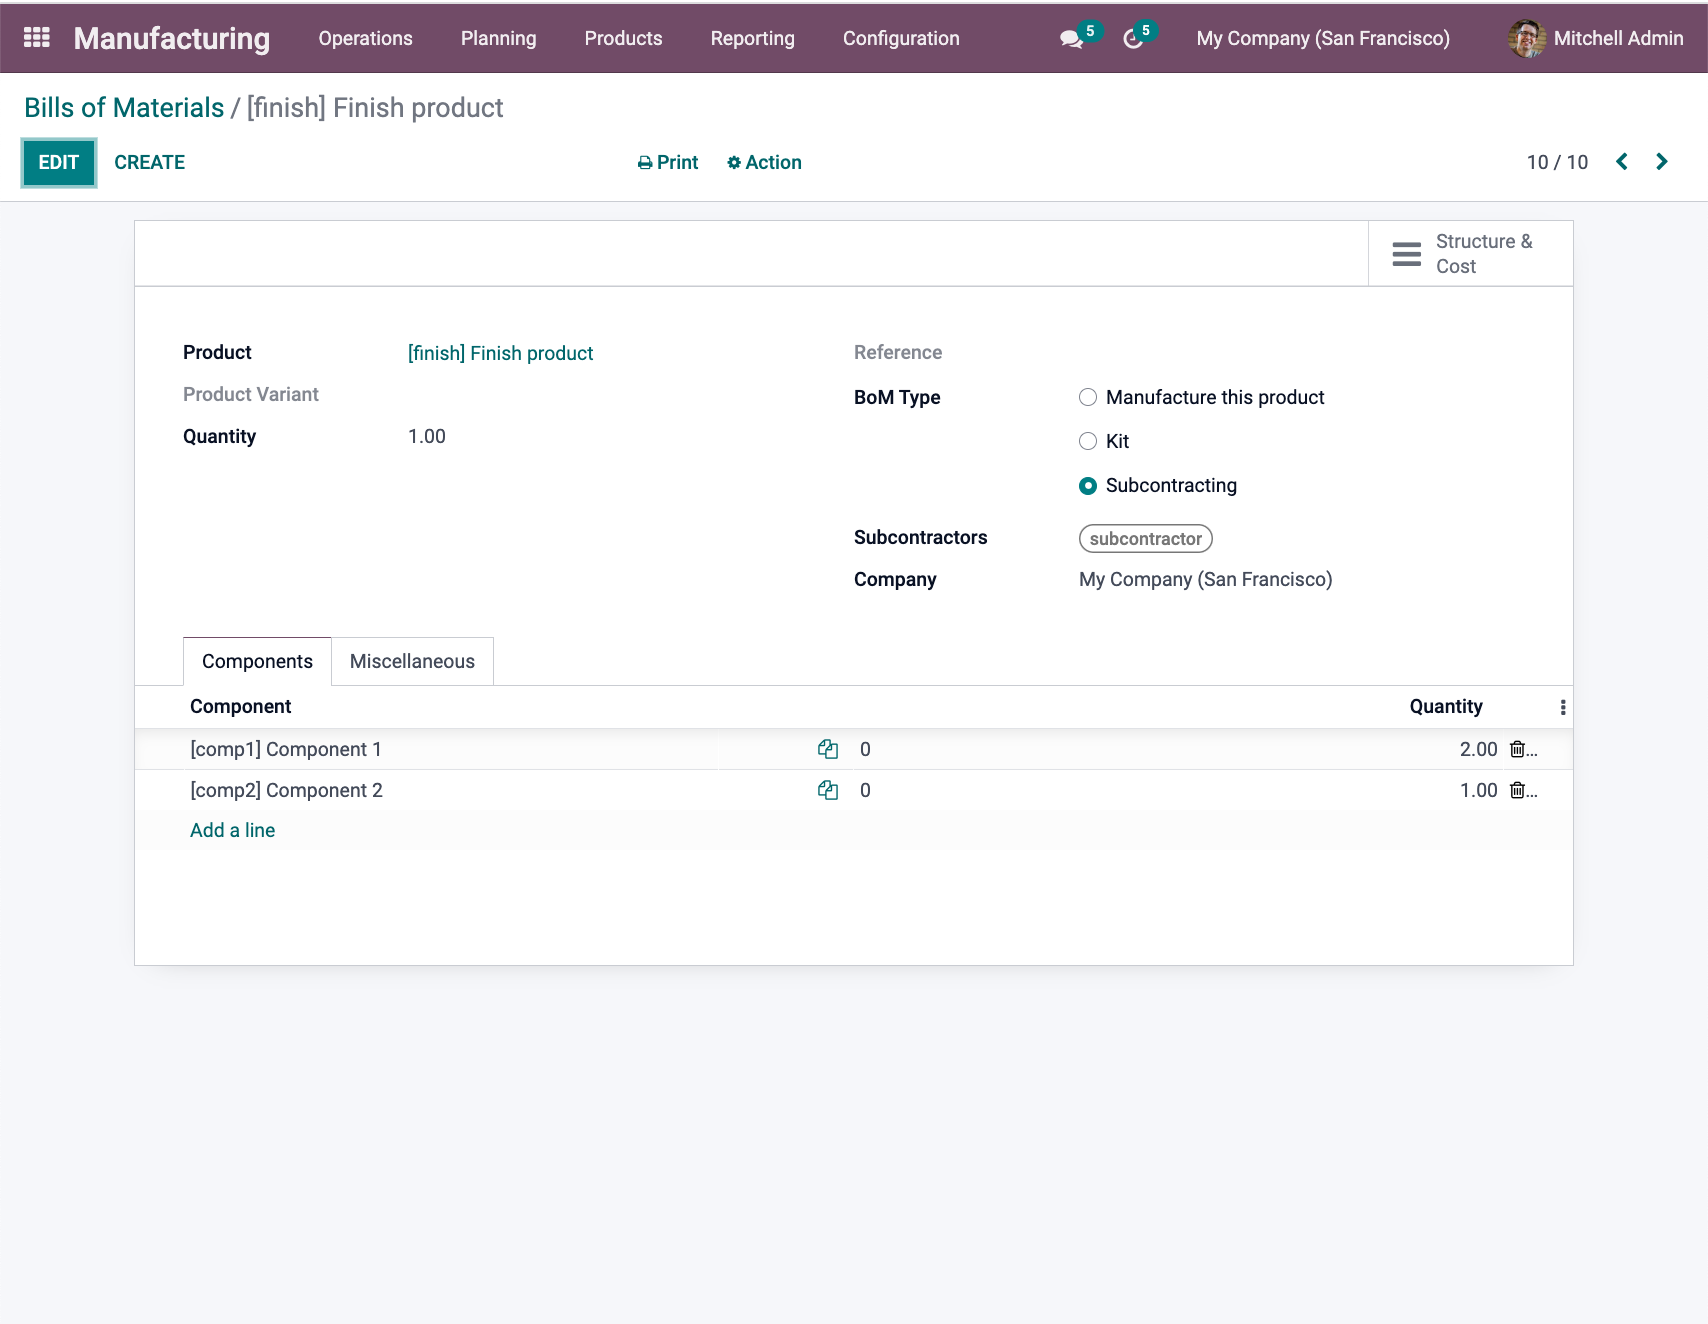 Manufacturing Operations Planning Products Reporting Configuration 5 5 My Company (San Francisco) Mitchell Admin
Bills of Materials / [finish] Finish product
EDIT CREATE Print Action 10 / 10
Structure &
Cost
Product [finish] Finish product Reference
Product Variant BoM Type Manufacture this product
Quantity 1.00 Kit
Subcontracting
Subcontractors subcontractor
Company My Company (San Francisco)
Components Miscellaneous
Component Quantity
[comp1] Component 1 0 2.00 ...
[comp2] Component 2 0 1.00 ...
Add a line